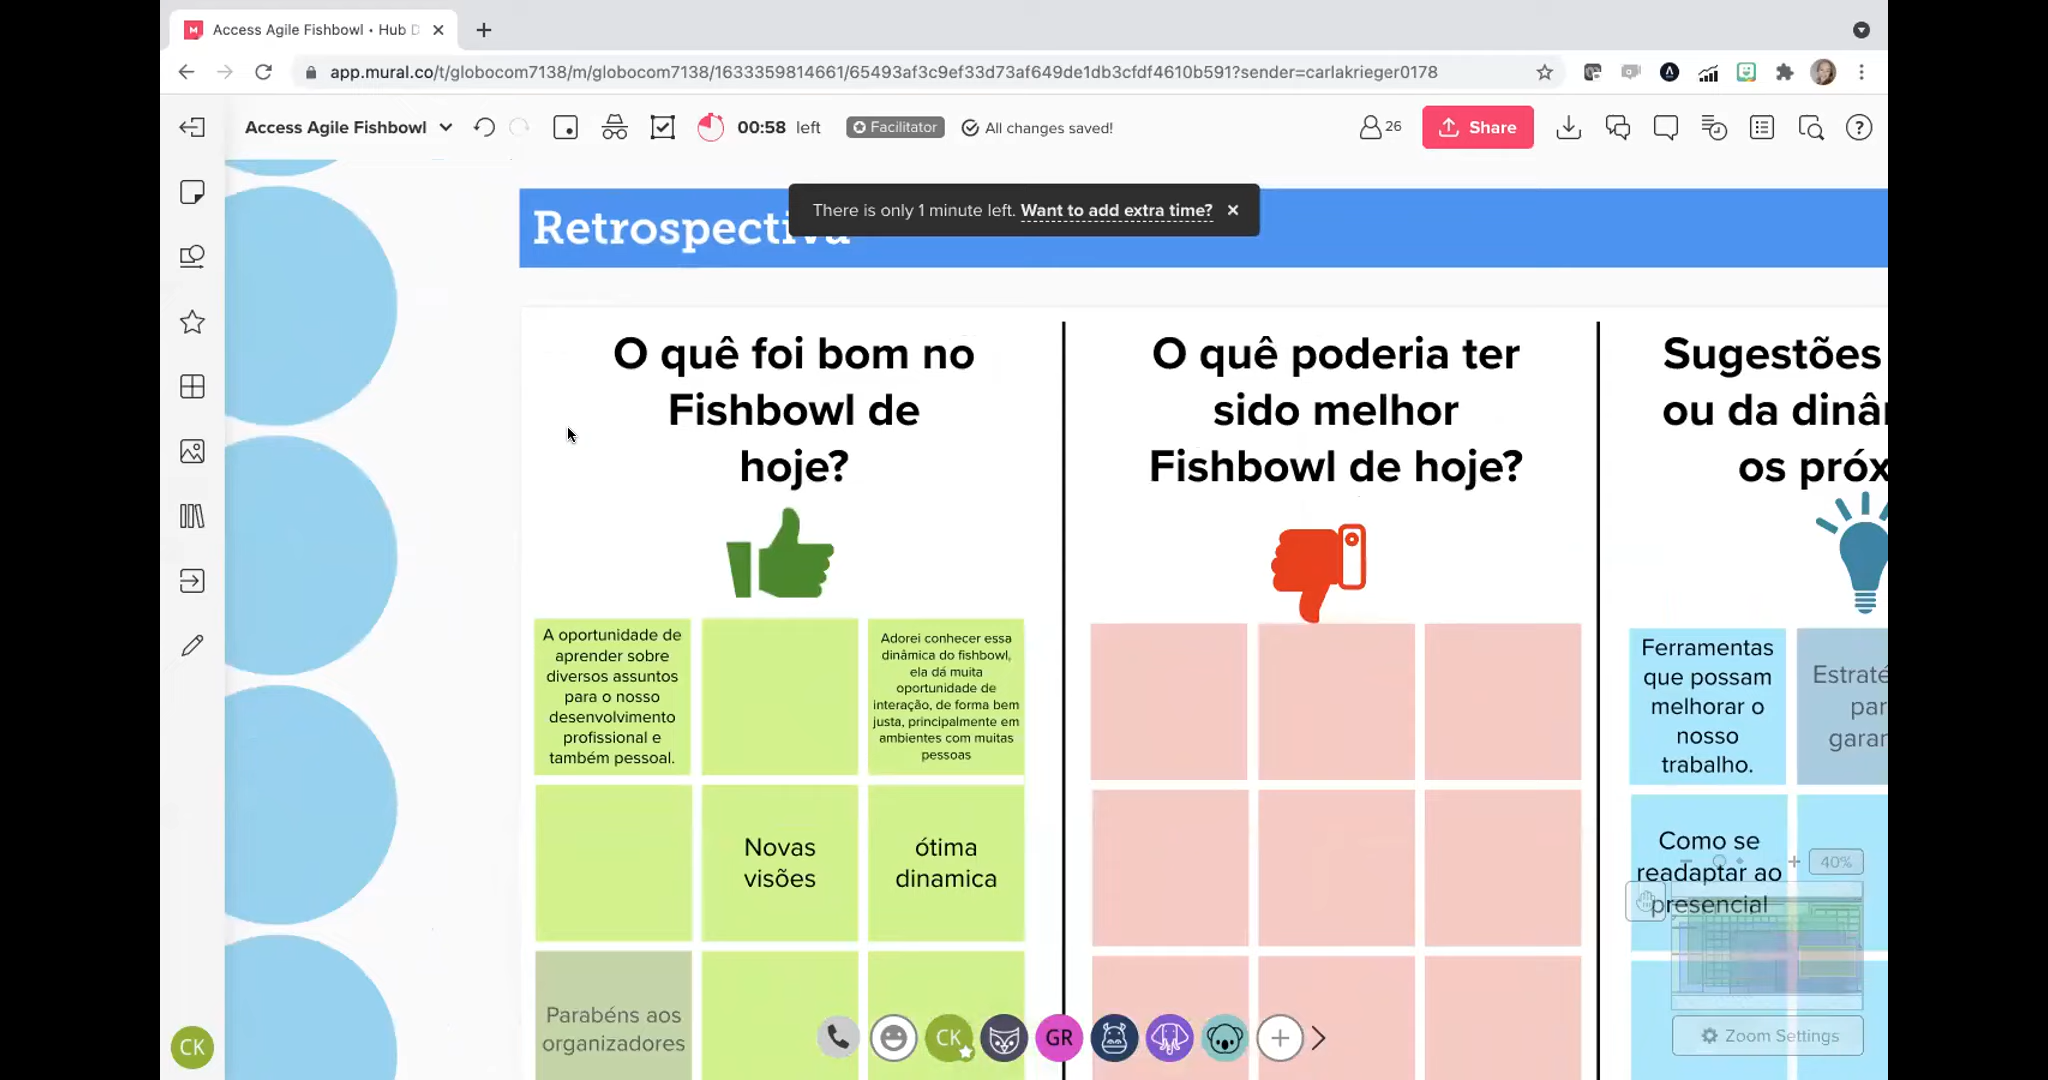 Access Agile Fishbowl • Hub D
app.mural.co/t/globocom7138/m/globocom7138/1633359814661/65493af3c9ef33d73af649de1db3cfdf4610b591?sender=carlakrieger0178
Access Agile Fishbowl
00:58 left
Facilitator
All changes saved!
26
Share
There is only 1 minute left. Want to add extra time?
Retrospectiva
O quê foi bom no
Fishbowl de
hoje?
O quê poderia ter
sido melhor
Fishbowl de hoje?
Sugestões
ou da dinâ
os próx
A oportunidade de
aprender sobre
diversos assuntos
para o nosso
desenvolvimento
profissional e
também pessoal.
Adorei conhecer essa
dinâmica do fishbowl,
ela dá muita
oportunidade de
interação, de forma bem
justa, principalmente em
ambientes com muitas
pessoas
Novas
visões
ótima
dinamica
Parabéns aos
organizadores
Ferramentas
que possam
melhorar o
nosso
trabalho.
Estraté
par
garan
Como se
readaptar ao
presencial
40%
Zoom Settings
CK
CK
GR